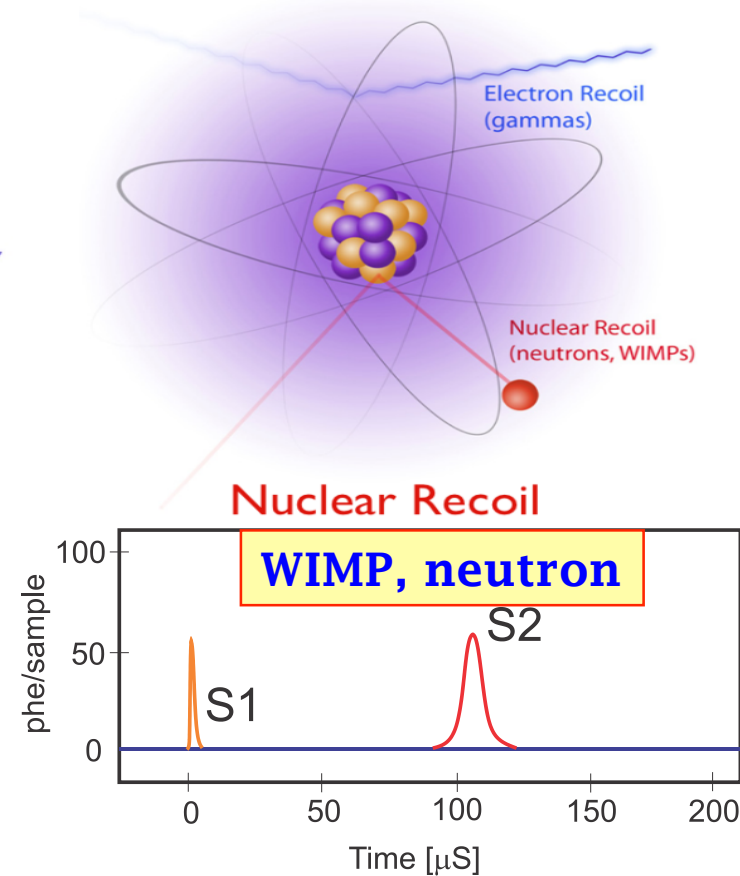 Electron Recoil
(gammas)
Nuclear Recoil
(neutrons, WIMPs)
Nuclear Recoil
WIMP, neutron
phe/sample
100
50
0
S1
S2
0
50
100
150
200
Time [μS]